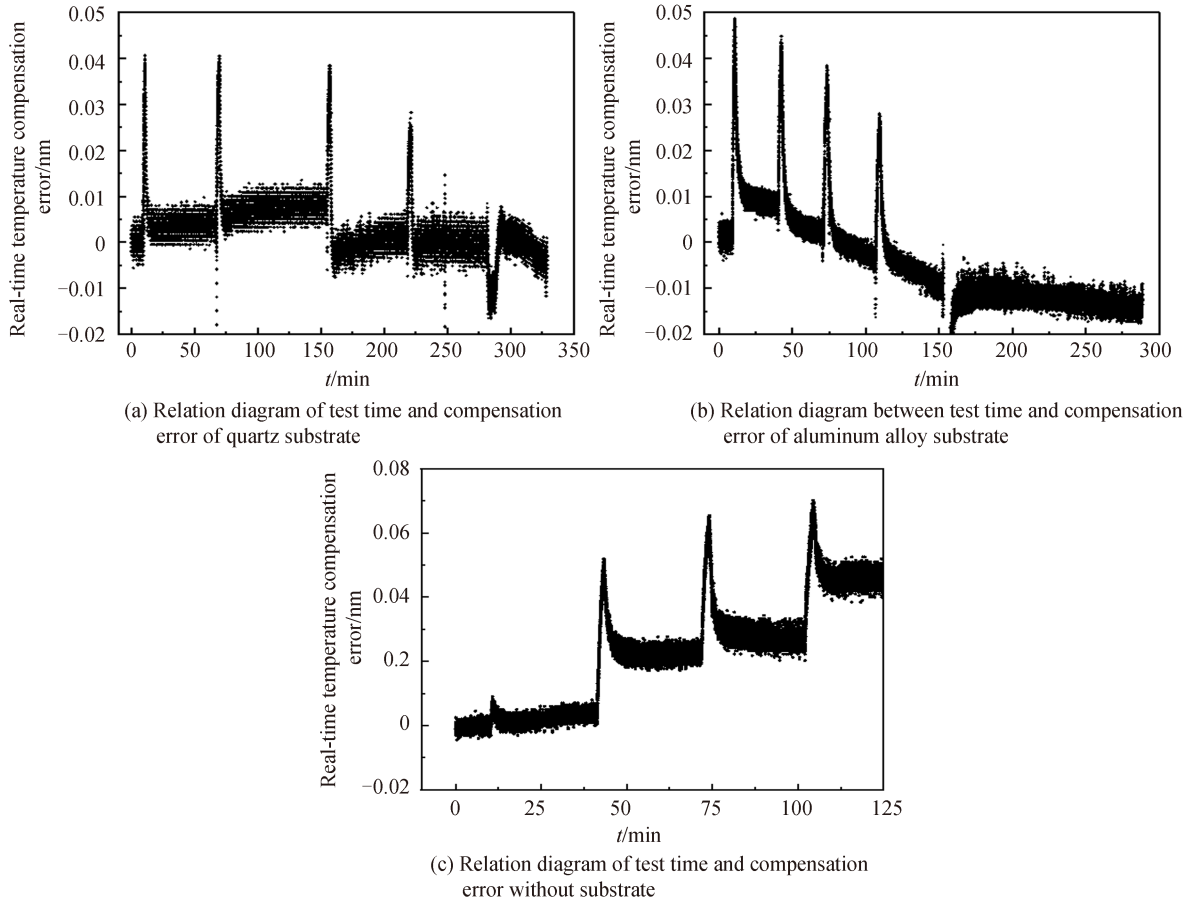 Real-time temperature compensation
error/nm
0.05
0.04
0.03
0.02
0.01
0
−0.01
−0.02
0
50
100
150
200
250
300
350
t/min
(a) Relation diagram of test time and compensation
error of quartz substrate
Real-time temperature compensation
error/nm
0.05
0.04
0.03
0.02
0.01
0
−0.01
−0.02
0
50
100
150
200
250
300
t/min
(b) Relation diagram between test time and compensation
error of aluminum alloy substrate
Real-time temperature compensation
error/nm
0.08
0.06
0.04
0.2
0
−0.02
0
25
50
75
100
125
t/min
(c) Relation diagram of test time and compensation
error without substrate